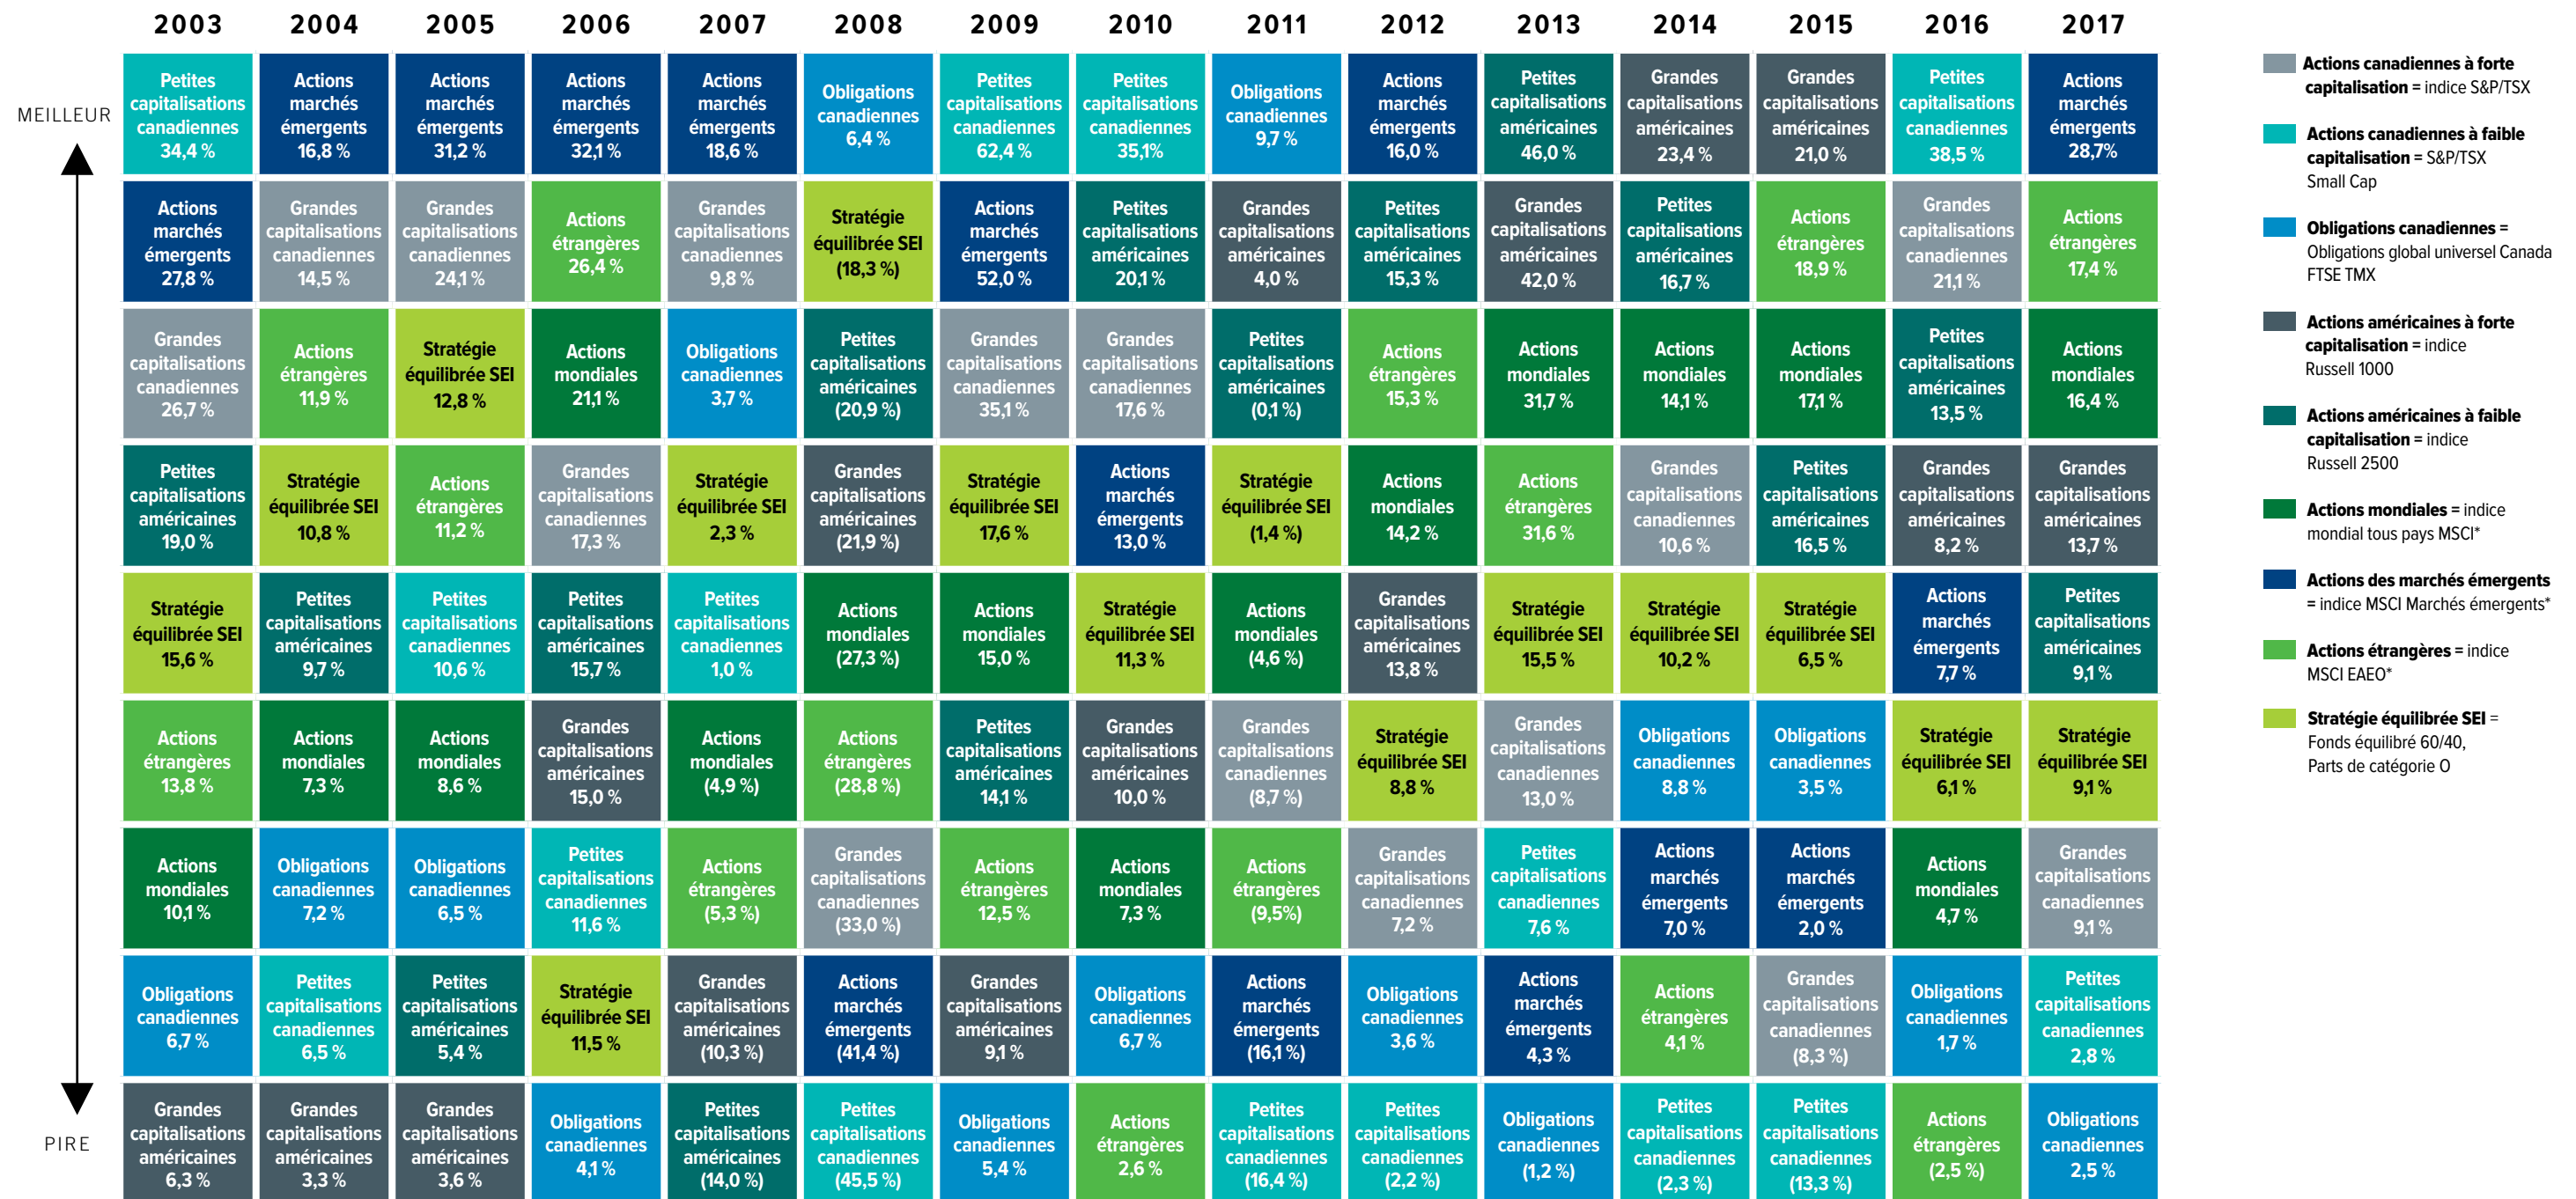 2003 2004 2005 2006 2007 2008 2009 2010 2011 2012 2013 2014 2015 2016 2017
MEILLEUR
Petites
capitalisations
canadiennes
34,4 %
Actions
marchés
émergents
16,8 %
Actions
marchés
émergents
31,2 %
Actions
marchés
émergents
32,1 %
Actions
marchés
émergents
18,6 %
Obligations
canadiennes
6,4 %
Petites
capitalisations
canadiennes
62,4 %
Petites
capitalisations
canadiennes
35,1%
Obligations
canadiennes
9,7 %
Actions
marchés
émergents
16,0 %
Petites
capitalisations
américaines
46,0 %
Grandes
capitalisations
américaines
23,4 %
Grandes
capitalisations
américaines
21,0 %
Petites
capitalisations
canadiennes
38,5 %
Actions
marchés
émergents
28,7%
Actions
marchés
émergents
27,8 %
Grandes
capitalisations
canadiennes
14,5 %
Grandes
capitalisations
canadiennes
24,1 %
Actions
étrangères
26,4 %
Grandes
capitalisations
canadiennes
9,8 %
Stratégie
équilibrée SEI
(18,3 %)
Actions
marchés
émergents
52,0 %
Petites
capitalisations
américaines
20,1 %
Grandes
capitalisations
américaines
4,0 %
Petites
capitalisations
américaines
15,3 %
Grandes
capitalisations
américaines
42,0 %
Petites
capitalisations
américaines
16,7 %
Actions
étrangères
18,9 %
Grandes
capitalisations
canadiennes
21,1 %
Actions
étrangères
17,4 %
Grandes
capitalisations
canadiennes
26,7 %
Actions
étrangères
11,9 %
Stratégie
équilibrée SEI
12,8 %
Actions
mondiales
21,1 %
Obligations
canadiennes
3,7 %
Petites
capitalisations
américaines
(20,9 %)
Grandes
capitalisations
canadiennes
35,1 %
Grandes
capitalisations
canadiennes
17,6 %
Petites
capitalisations
américaines
(0,1 %)
Actions
étrangères
15,3 %
Actions
mondiales
31,7 %
Actions
mondiales
14,1 %
Actions
mondiales
17,1 %
Petites
capitalisations
américaines
13,5 %
Actions
mondiales
16,4 %
Petites
capitalisations
américaines
19,0 %
Stratégie
équilibrée SEI
10,8 %
Actions
étrangères
11,2 %
Grandes
capitalisations
canadiennes
17,3 %
Stratégie
équilibrée SEI
2,3 %
Grandes
capitalisations
américaines
(21,9 %)
Stratégie
équilibrée SEI
17,6 %
Actions
marchés
émergents
13,0 %
Stratégie
équilibrée SEI
(1,4 %)
Actions
mondiales
14,2 %
Actions
étrangères
31,6 %
Grandes
capitalisations
canadiennes
10,6 %
Petites
capitalisations
américaines
16,5 %
Grandes
capitalisations
américaines
8,2 %
Grandes
capitalisations
américaines
13,7 %
Stratégie
équilibrée SEI
15,6 %
Petites
capitalisations
américaines
9,7 %
Petites
capitalisations
canadiennes
10,6 %
Petites
capitalisations
américaines
15,7 %
Petites
capitalisations
canadiennes
1,0 %
Actions
mondiales
(27,3 %)
Actions
mondiales
15,0 %
Stratégie
équilibrée SEI
11,3 %
Actions
mondiales
(4,6 %)
Grandes
capitalisations
américaines
13,8 %
Stratégie
équilibrée SEI
15,5 %
Stratégie
équilibrée SEI
10,2 %
Stratégie
équilibrée SEI
6,5 %
Actions
marchés
émergents
7,7 %
Petites
capitalisations
américaines
9,1 %
Actions
étrangères
13,8 %
Actions
mondiales
7,3 %
Actions
mondiales
8,6 %
Grandes
capitalisations
américaines
15,0 %
Actions
mondiales
(4,9 %)
Actions
étrangères
(28,8 %)
Petites
capitalisations
américaines
14,1 %
Grandes
capitalisations
américaines
10,0 %
Grandes
capitalisations
canadiennes
(8,7 %)
Stratégie
équilibrée SEI
8,8 %
Grandes
capitalisations
canadiennes
13,0 %
Obligations
canadiennes
8,8 %
Obligations
canadiennes
3,5 %
Stratégie
équilibrée SEI
6,1 %
Stratégie
équilibrée SEI
9,1 %
Actions
mondiales
10,1 %
Obligations
canadiennes
7,2 %
Obligations
canadiennes
6,5 %
Petites
capitalisations
canadiennes
11,6 %
Actions
étrangères
(5,3 %)
Grandes
capitalisations
canadiennes
(33,0 %)
Actions
étrangères
12,5 %
Actions
mondiales
7,3 %
Actions
étrangères
(9,5%)
Grandes
capitalisations
canadiennes
7,2 %
Petites
capitalisations
canadiennes
7,6 %
Actions
marchés
émergents
7,0 %
Actions
marchés
émergents
2,0 %
Actions
mondiales
4,7 %
Grandes
capitalisations
canadiennes
9,1 %
Obligations
canadiennes
6,7 %
Petites
capitalisations
canadiennes
6,5 %
Petites
capitalisations
américaines
5,4 %
Stratégie
équilibrée SEI
11,5 %
Grandes
capitalisations
américaines
(10,3 %)
Actions
marchés
émergents
(41,4 %)
Grandes
capitalisations
américaines
9,1 %
Obligations
canadiennes
6,7 %
Actions
marchés
émergents
(16,1 %)
Obligations
canadiennes
3,6 %
Actions
marchés
émergents
4,3 %
Actions
étrangères
4,1 %
Grandes
capitalisations
canadiennes
(8,3 %)
Obligations
canadiennes
1,7 %
Petites
capitalisations
canadiennes
2,8 %
PIRE
Grandes
capitalisations
américaines
6,3 %
Grandes
capitalisations
américaines
3,3 %
Grandes
capitalisations
américaines
3,6 %
Obligations
canadiennes
4,1 %
Petites
capitalisations
américaines
(14,0 %)
Petites
capitalisations
canadiennes
(45,5 %)
Obligations
canadiennes
5,4 %
Actions
étrangères
2,6 %
Petites
capitalisations
canadiennes
(16,4 %)
Petites
capitalisations
canadiennes
(2,2 %)
Obligations
canadiennes
(1,2 %)
Petites
capitalisations
canadiennes
(2,3 %)
Petites
capitalisations
canadiennes
(13,3 %)
Actions
étrangères
(2,5 %)
Obligations
canadiennes
2,5 %
Actions canadiennes à forte
capitalisation = indice S&P/TSX
Actions canadiennes à faible
capitalisation = S&P/TSX
Small Cap
Obligations canadiennes =
Obligations global universel Canada
FTSE TMX
Actions américaines à forte
capitalisation = indice
Russell 1000
Actions américaines à faible
capitalisation = indice
Russell 2500
Actions mondiales = indice
mondial tous pays MSCI*
Actions des marchés émergents
= indice MSCI Marchés émergents*
Actions étrangères = indice
MSCI EAEO*
Stratégie équilibrée SEI =
Fonds équilibré 60/40,
Parts de catégorie O